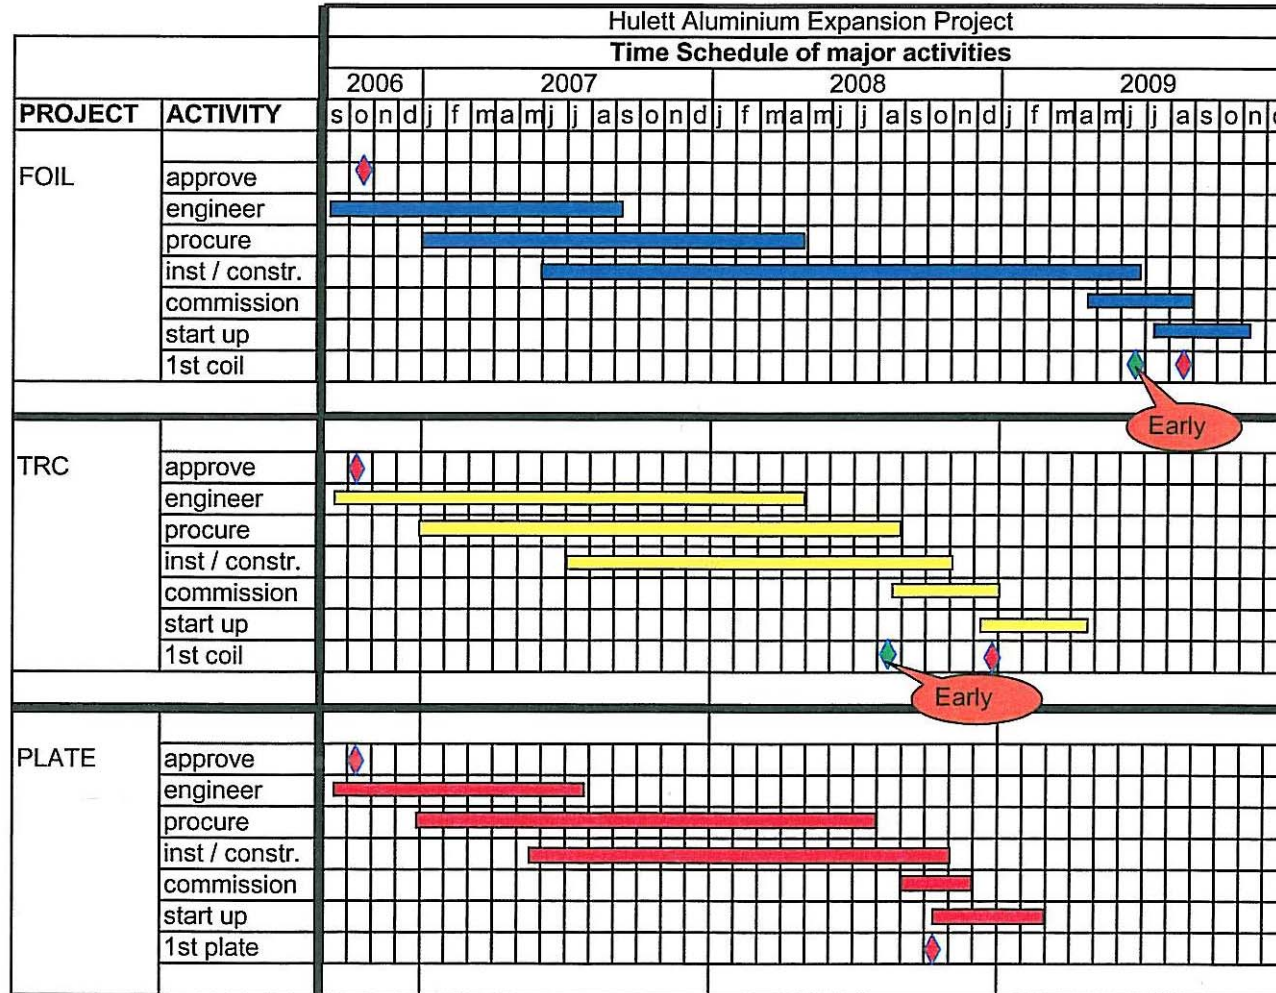 Hulett Aluminium Expansion Project
Time Schedule of major activities
2006 2007 2008 2009
PROJECT ACTIVITY s o n d j f m a m j j a s o n d j f m a m j j a s o n d j f m a m j j a s o n d
FOIL
approve
engineer
procure
inst / constr.
commission
start up
1st coil
Early
TRC
approve
engineer
procure
inst / constr.
commission
start up
1st coil
Early
PLATE
approve
engineer
procure
inst / constr.
commission
start up
1st plate